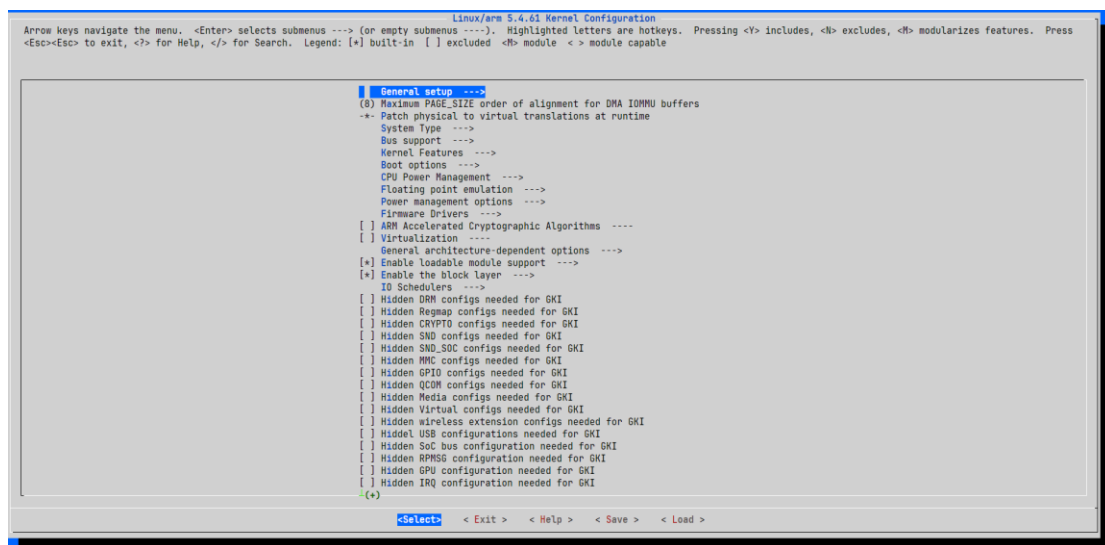 Linux/arm 5.4.61 Kernel Configuration
Arrow keys navigate the menu.  <Enter> selects submenus ---> (or empty submenus ----).  Highlighted letters are hotkeys.  Pressing <Y> includes, <N> excludes, <M> modularizes features.  Press
<Esc><Esc> to exit, <?> for Help, </> for Search.  Legend: [*] built-in  [ ] excluded  <M> module  < > module capable
General setup  --->
(8) Maximum PAGE_SIZE order of alignment for DMA IOMMU buffers
-*- Patch physical to virtual translations at runtime
System Type  --->
Bus support  --->
Kernel Features  --->
Boot options  --->
CPU Power Management  --->
Floating point emulation  --->
Power management options  --->
Firmware Drivers  --->
[ ] ARM Accelerated Cryptographic Algorithms  ----
[ ] Virtualization  ----
General architecture-dependent options  --->
[*] Enable loadable module support  --->
[*] Enable the block layer  --->
IO Schedulers  --->
[ ] Hidden DRM configs needed for GKI
[ ] Hidden Regmap configs needed for GKI
[ ] Hidden CRYPTO configs needed for GKI
[ ] Hidden SND configs needed for GKI
[ ] Hidden SND_SOC configs needed for GKI
[ ] Hidden MMC configs needed for GKI
[ ] Hidden GPIO configs needed for GKI
[ ] Hidden QCOM configs needed for GKI
[ ] Hidden Media configs needed for GKI
[ ] Hidden Virtual configs needed for GKI
[ ] Hidden wireless extension configs needed for GKI
[ ] Hiddel USB configurations needed for GKI
[ ] Hidden SoC bus configuration needed for GKI
[ ] Hidden RPMSG configuration needed for GKI
[ ] Hidden GPU configuration needed for GKI
[ ] Hidden IRQ configuration needed for GKI
(+)
<Select>    < Exit >    < Help >    < Save >    < Load >